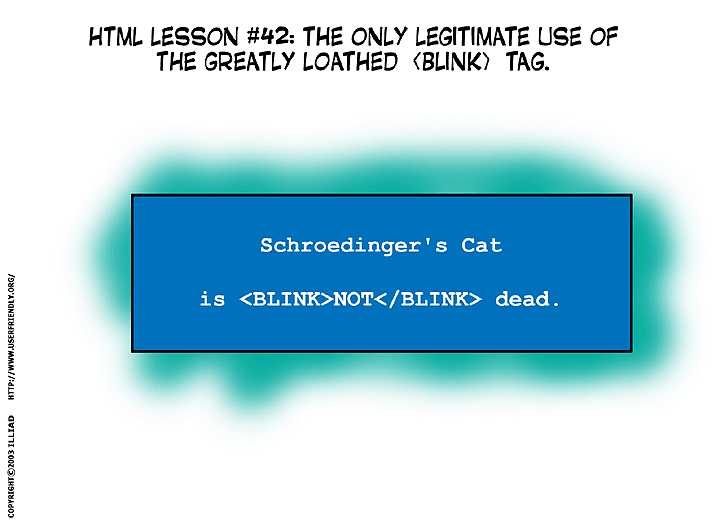 HTML LESSON #42: THE ONLY LEGITIMATE USE OF
THE GREATLY LOATHED <BLINK> TAG.
Schroedinger's Cat
is <BLINK>NOT</BLINK> dead.
COPYRIGHT©2003 ILLIAD HTTP://WWW.USERFRIENDLY.ORG/